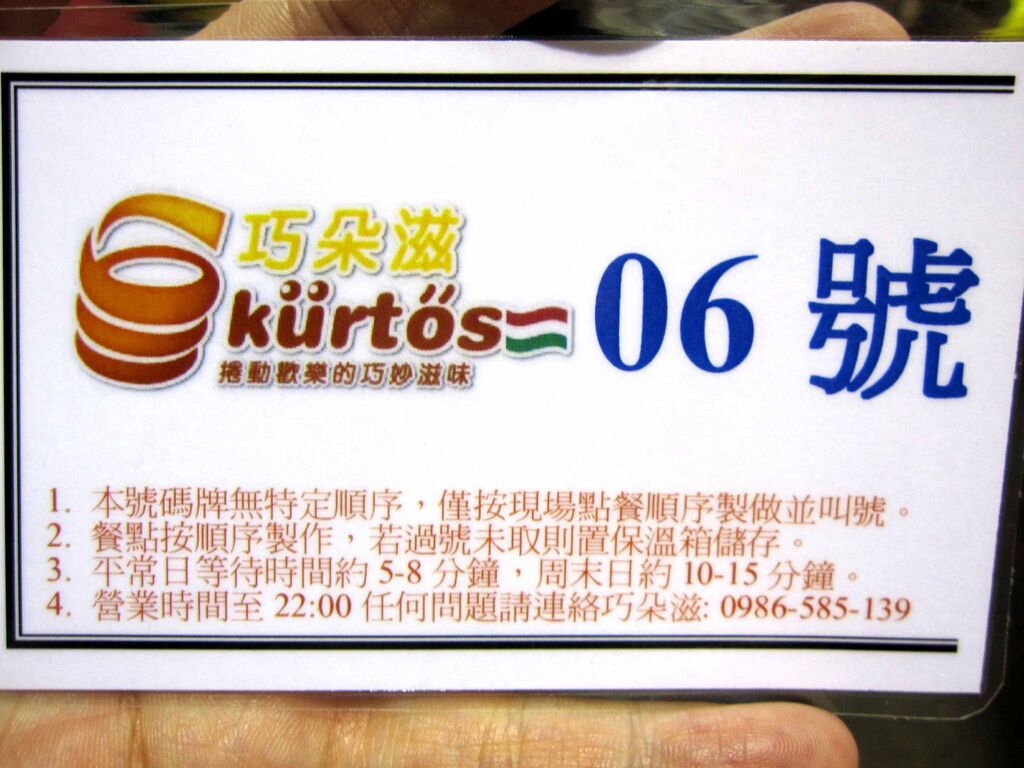 巧朵滋
kürtős
捲動歡樂的巧妙滋味
06 號
1. 本號碼牌無特定順序，僅按現場點餐順序製做並叫號。
2. 餐點按順序製作，若過號未取則置保溫箱儲存。
3. 平常日等待時間約 5-8 分鐘，周末日約 10-15 分鐘。
4. 營業時間至 22:00 任何問題請連絡巧朵滋: 0986-585-139